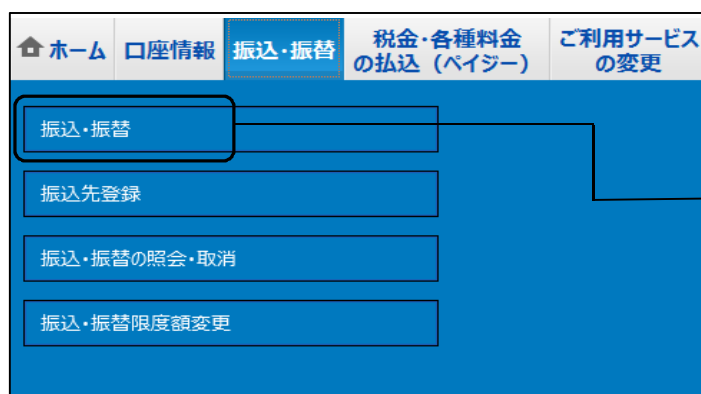 ホーム
口座情報
振込・振替
税金・各種料金
の払込（ペイジー）
ご利用サービス
の変更
振込・振替
振込先登録
振込・振替の照会・取消
振込・振替限度額変更